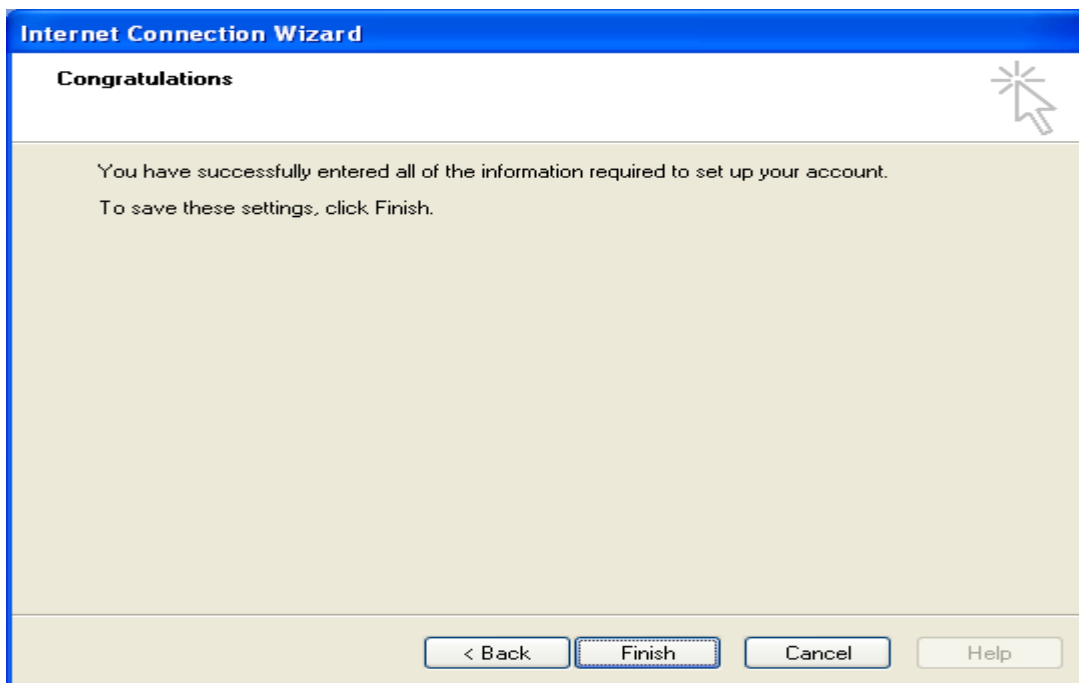 Internet Connection Wizard
Congratulations
You have successfully entered all of the information required to set up your account.
To save these settings, click Finish.
< Back Finish Cancel Help